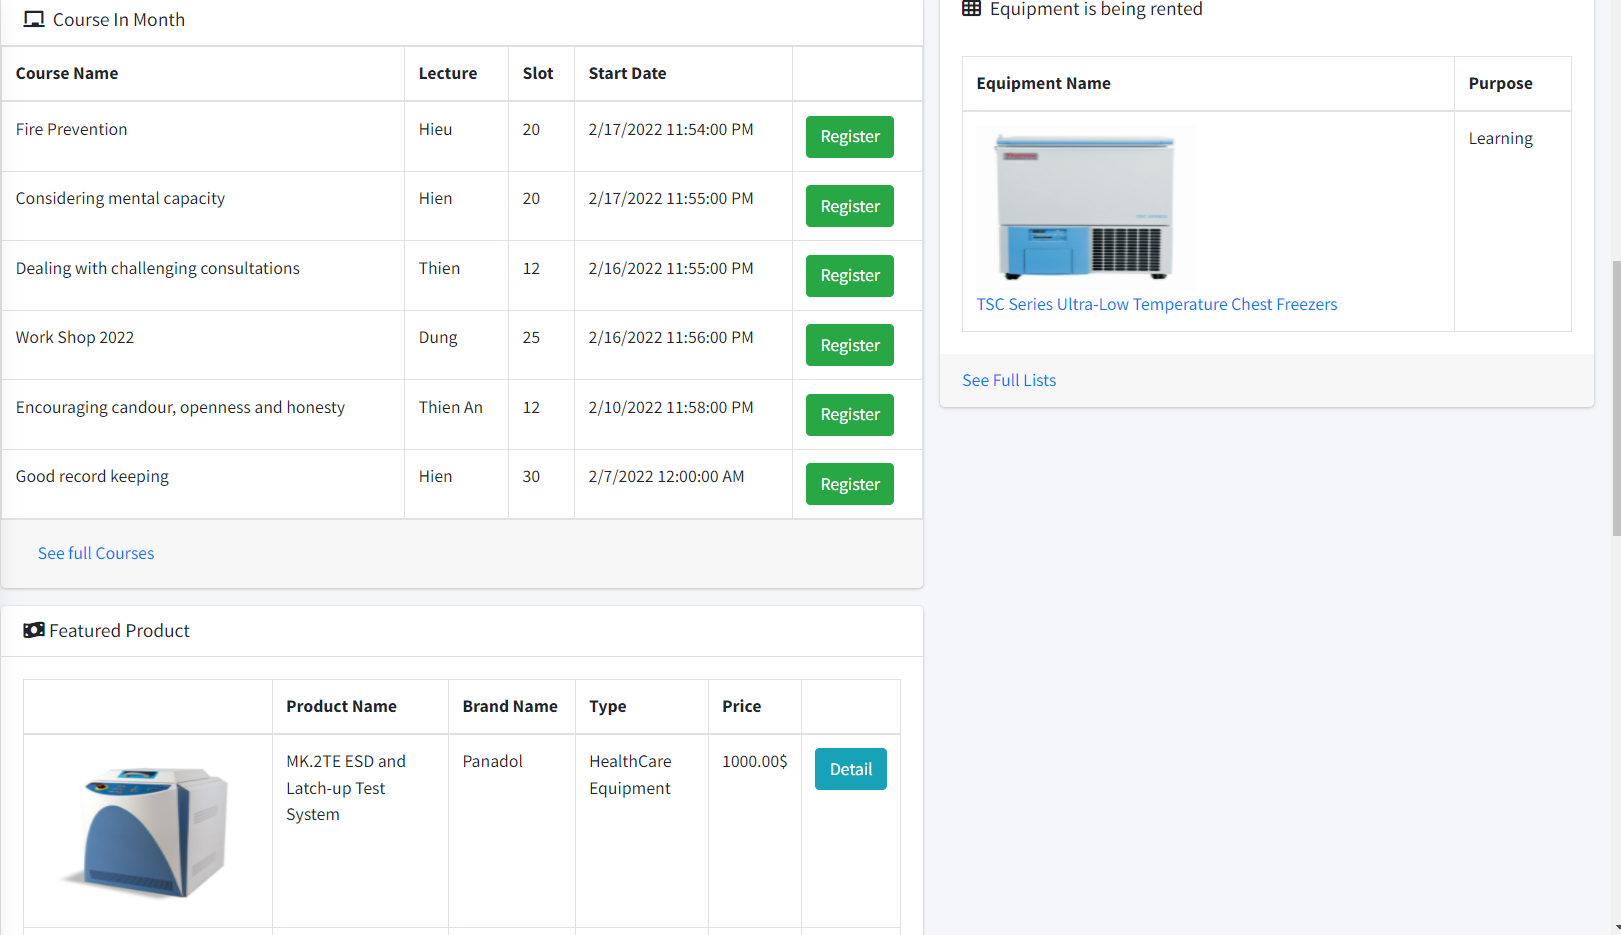 Course In Month
Course Name Lecture Slot Start Date
Fire Prevention Hieu 20 2/17/2022 11:54:00 PM Register
Considering mental capacity Hien 20 2/17/2022 11:55:00 PM Register
Dealing with challenging consultations Thien 12 2/16/2022 11:55:00 PM Register
Work Shop 2022 Dung 25 2/16/2022 11:56:00 PM Register
Encouraging candour, openness and honesty Thien An 12 2/10/2022 11:58:00 PM Register
Good record keeping Hien 30 2/7/2022 12:00:00 AM Register
See full Courses
Featured Product
Product Name Brand Name Type Price
MK.2TE ESD and Panadol HealthCare 1000.00$ Detail
Latch-up Test Equipment
System
Equipment is being rented
Equipment Name Purpose
Learning
TSC Series Ultra-Low Temperature Chest Freezers
See Full Lists